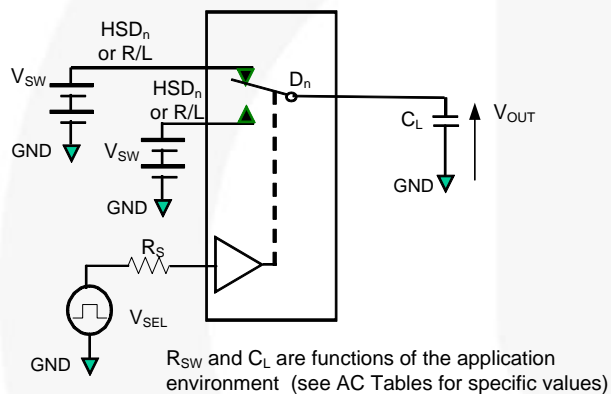 HSDn
or R/L
VSW
GND
HSDn
or R/L
VSW
GND
Dn
CL
VOUT
GND
RS
VSEL
GND
RSW and CL are functions of the application
environment (see AC Tables for specific values)